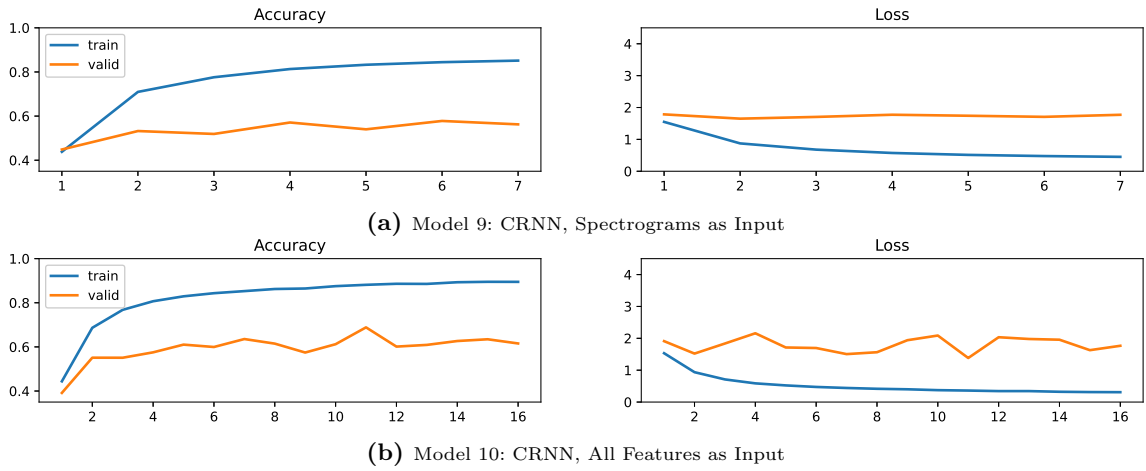 Accuracy Loss
1.0
0.8
0.6
0.4
train
valid
1 2 3 4 5 6 7
4
3
2
1
0
1 2 3 4 5 6 7
(a) Model 9: CRNN, Spectrograms as Input
Accuracy Loss
1.0
0.8
0.6
0.4
train
valid
2 4 6 8 10 12 14 16
4
3
2
1
0
2 4 6 8 10 12 14 16
(b) Model 10: CRNN, All Features as Input